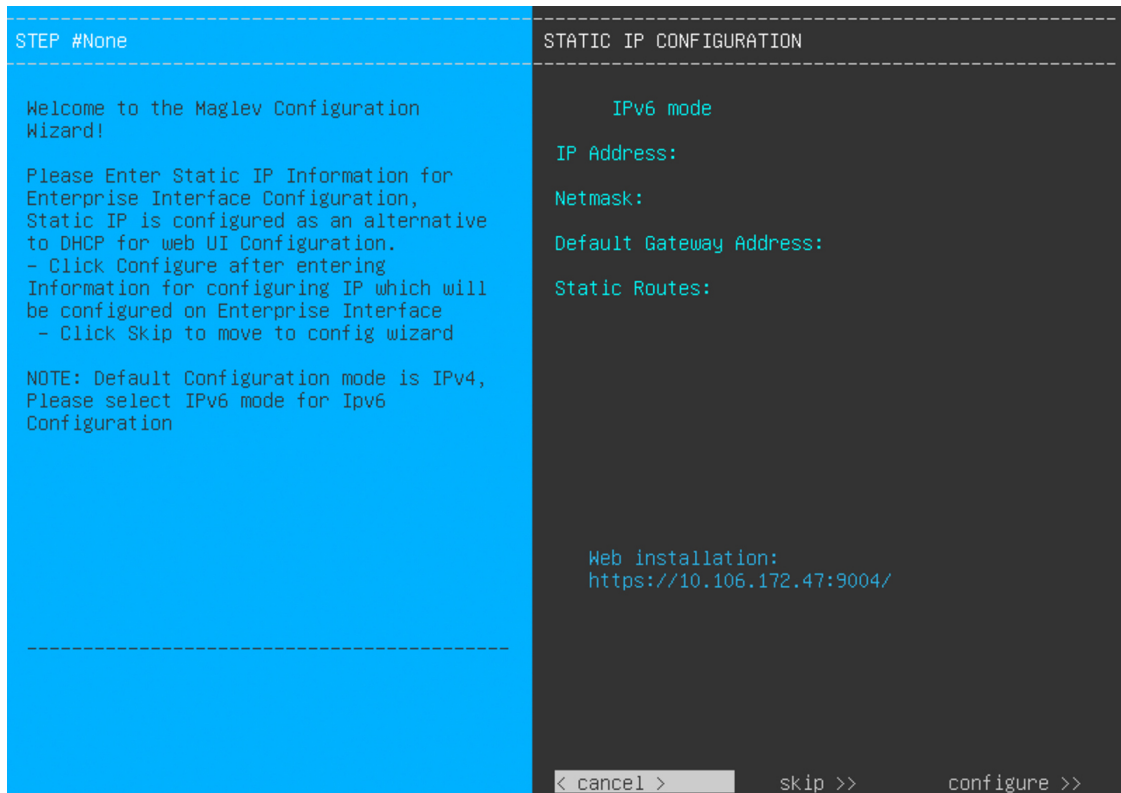 STEP #None
Welcome to the Maglev Configuration
Wizard!
Please Enter Static IP Information for
Enterprise Interface Configuration,
Static IP is configured as an alternative
to DHCP for web UI Configuration.
- Click Configure after entering
Information for configuring IP which will
be configured on Enterprise Interface
- Click Skip to move to config wizard
NOTE: Default Configuration mode is IPv4,
Please select IPv6 mode for Ipv6
Configuration
STATIC IP CONFIGURATION
IPv6 mode
IP Address:
Netmask:
Default Gateway Address:
Static Routes:
Web installation:
https://10.106.172.47:9004/
< cancel > skip >> configure >>